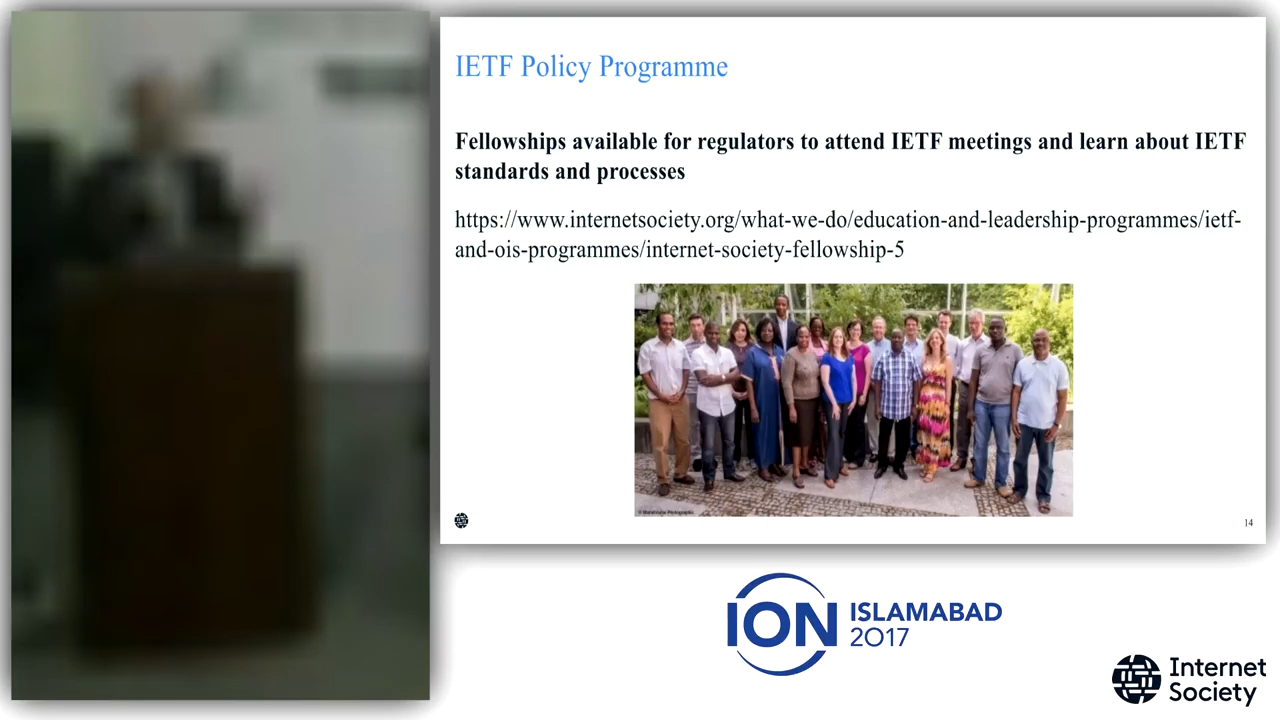 IETF Policy Programme
Fellowships available for regulators to attend IETF meetings and learn about IETF
standards and processes
https://www.internetsociety.org/what-we-do/education-and-leadership-programmes/ietf-
and-ois-programmes/internet-society-fellowship-5
14
ION ISLAMABAD
2017
Internet
Society